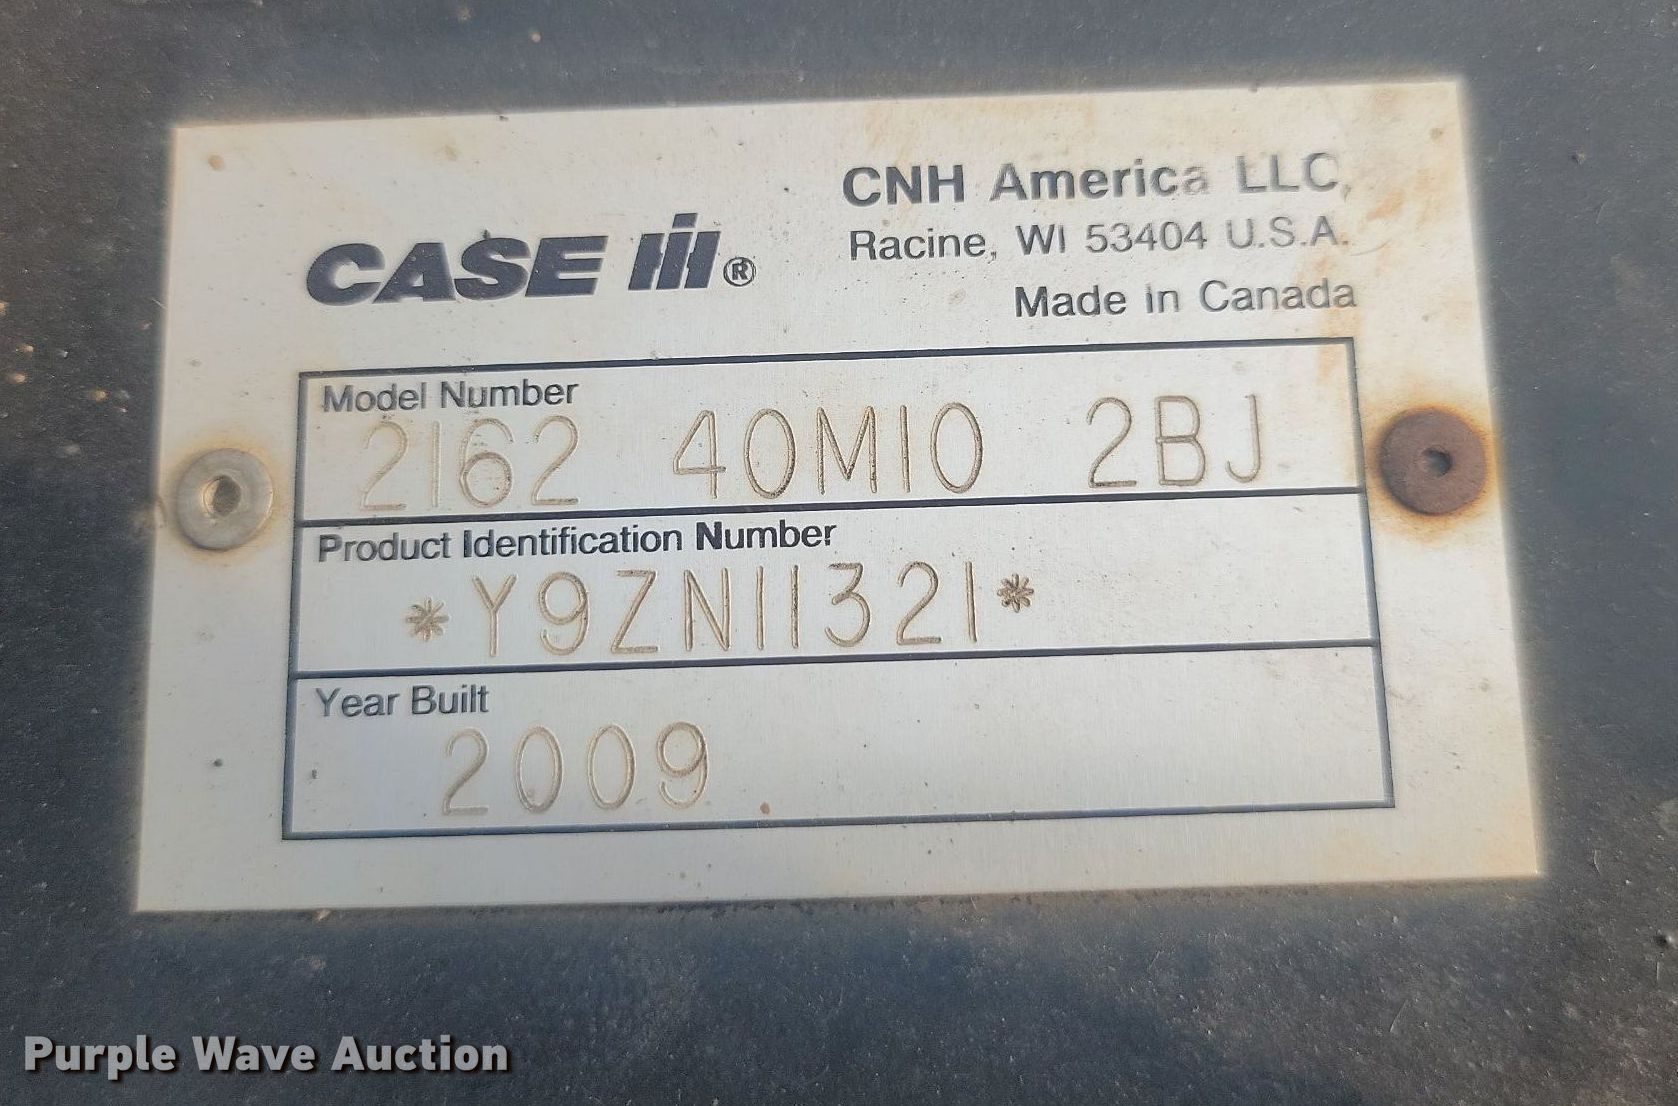 CNH America LLC,
CASE IH®
Racine, WI 53404 U.S.A.
Made in Canada
Model Number
2162 40M10 2BJ
Product Identification Number
*Y9ZN11321*
Year Built
2009
Purple Wave Auction